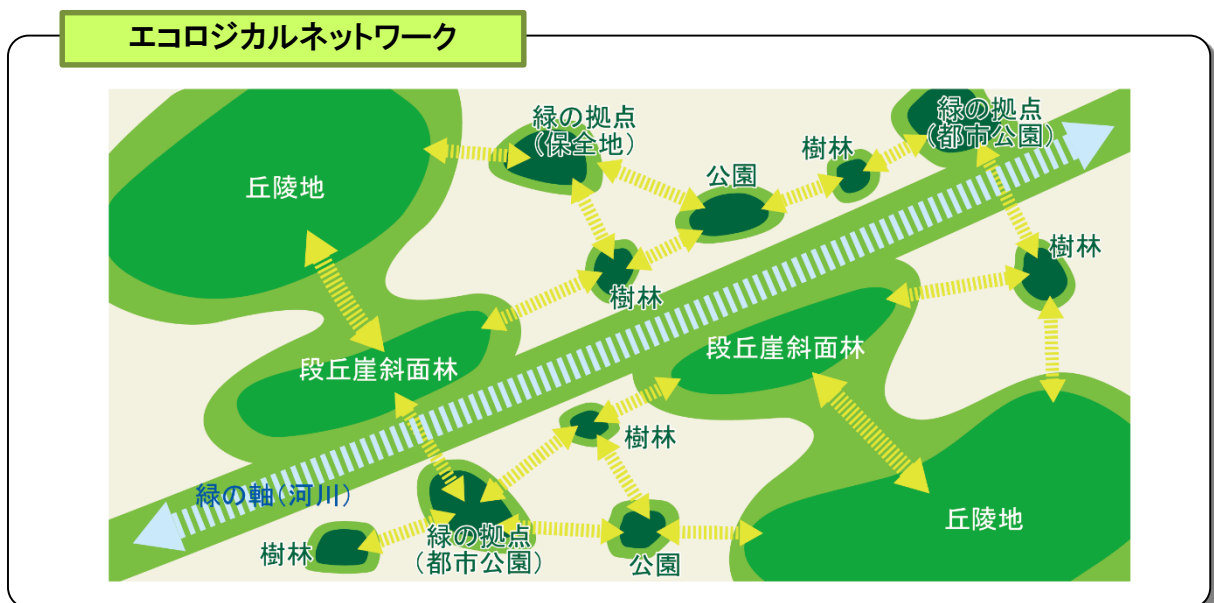 エコロジカルネットワーク
緑の拠点
（保全地）
緑の拠点
（都市公園）
樹林
公園
丘陵地
樹林
樹林
段丘崖斜面林
段丘崖斜面林
樹林
緑の軸（河川）
丘陵地
緑の拠点
（都市公園）
樹林
公園